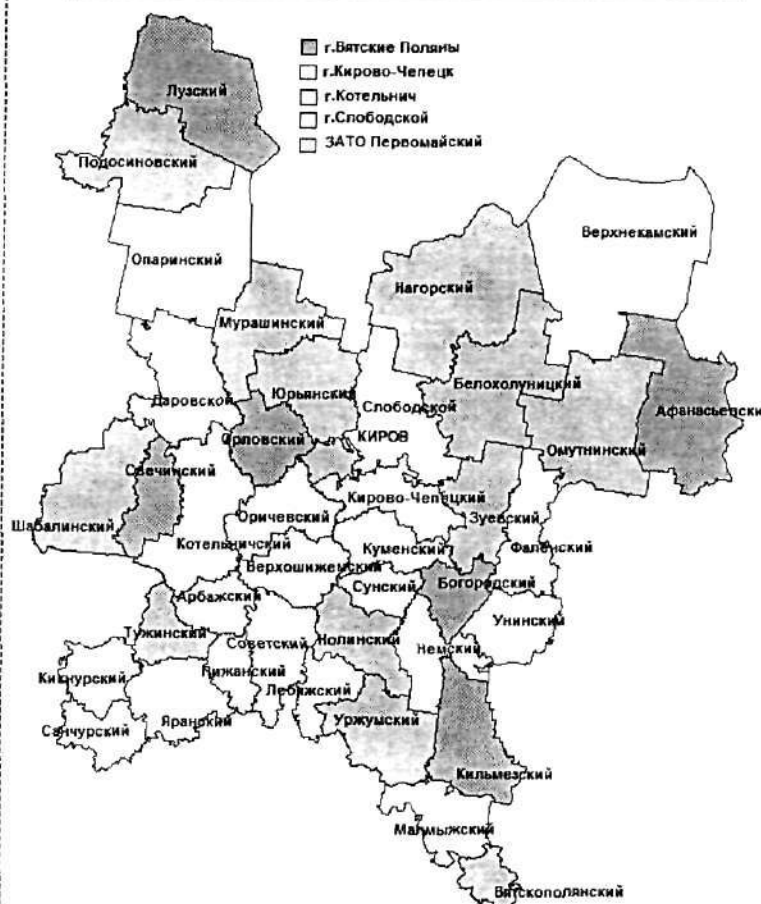 г.Вятские Поляны
г.Кирово-Чепецк
г.Котельнич
г.Слободской
ЗАТО Первомайский
Лузский
Подосиновский
Опаринский
Верхнекамский
Нагорский
Мурашинский
Юрьянский
Белохолуницкий
Даровской
Слободской
Афанасьевский
Орловский
КИРОВ
Омутнинский
Свечинский
Шабалинский
Кирово-Чепецкий
Оричевский
Зуевский
Котельничский
Куменский
Фаленский
Верхошижемский
Сунский
Богородский
Арбажский
Унинский
Тужинский
Советский
Нолинский
Немский
Кикнурский
Пижанский
Лебяжский
Санчурский
Яранский
Уржумский
Кильмезский
Малмыжский
Вятскополянский